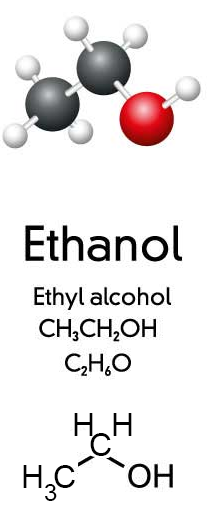 Ethanol
Ethyl alcohol
CH₃CH₂OH
C₂H₆O
H H
C
H₃C OH